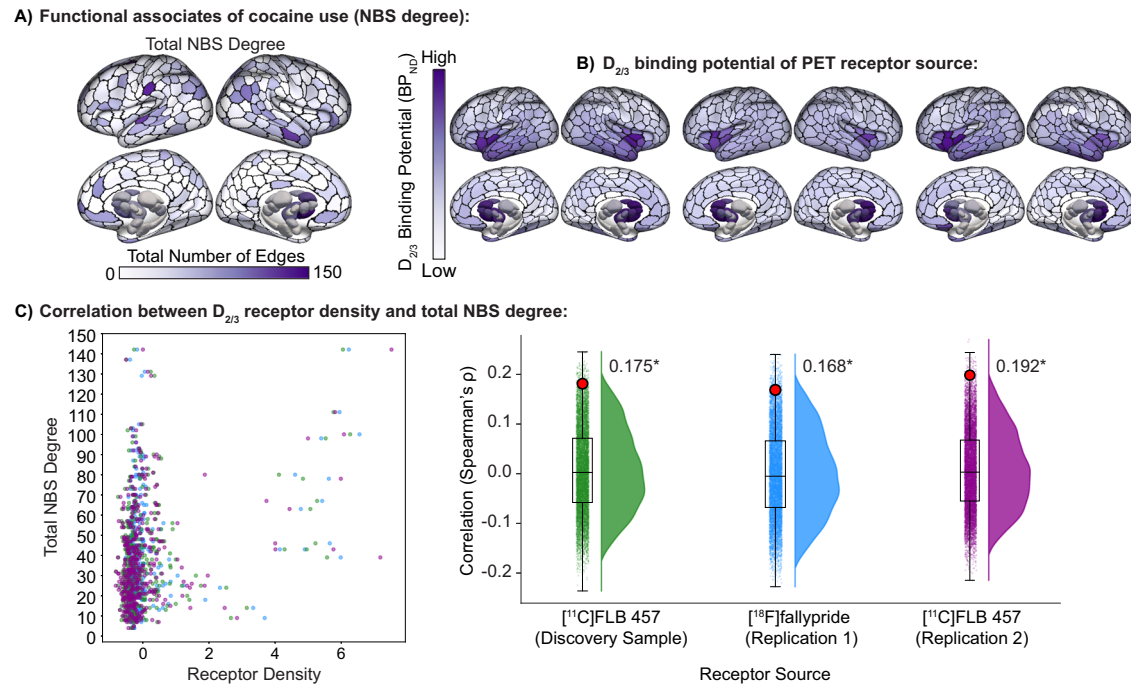 A) Functional associates of cocaine use (NBS degree):
Total NBS Degree
0
Total Number of Edges
150
High
D2/3 Binding Potential (BPND)
Low
B) D2/3 binding potential of PET receptor source:
C) Correlation between D2/3 receptor density and total NBS degree:
150
140
130
120
110
100
90
80
70
60
50
40
30
20
10
0
Total NBS Degree
0
2
4
6
Receptor Density
0.2
0.1
0.0
-0.1
-0.2
Correlation (Spearman's ρ)
0.175*
0.168*
0.192*
[11C]FLB 457
(Discovery Sample)
[18F]fallypride
(Replication 1)
[11C]FLB 457
(Replication 2)
Receptor Source